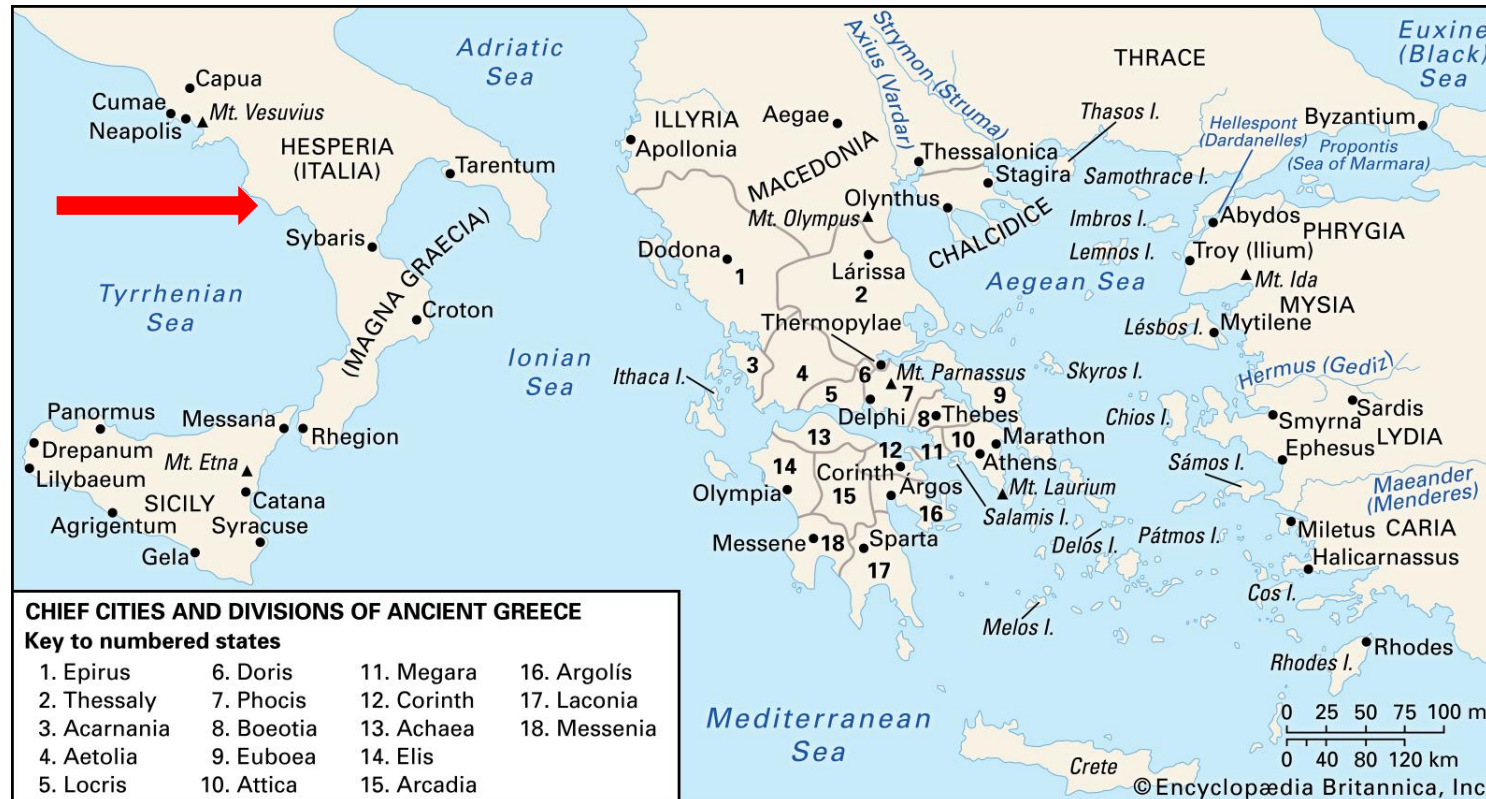 Adriatic
Sea
Strymon (Struma)
Axius (Vardar)
THRACE
Euxine
(Black)
Sea
Capua
Cumae
Mt. Vesuvius
Neapolis
HESPERIA
(ITALIA)
Tarentum
ILLYRIA
Apollonia
Aegae
MACEDONIA
Thessalonica
Stagira
Thasos I.
Samothrace I.
Hellespont
(Dardanelles)
Byzantium
Propontis
(Sea of Marmara)
Olynthus
Mt. Olympus
CHALCIDICE
Imbros I.
Abydos
PHRYGIA
Sybaris
Dodona
1
Lárissa
2
Lemnos I.
Troy (Ilium)
Mt. Ida
Aegean Sea
MYSIA
Tyrrhenian
Sea
(MAGNA GRAECIA)
Croton
Thermopylae
Lésbos I.
Mytilene
Ionian
Sea
Ithaca I.
3
4
5
6
7
Mt. Parnassus
Skyros I.
9
Hermus (Gediz)
Panormus
Messana
Rhegion
Delphi
8
Thebes
Chios I.
Sardis
Smyrna
LYDIA
Drepanum
Mt. Etna
13
12
11
10
Marathon
Athens
Ephesus
Lilybaeum
SICILY
Catana
14
Corinth
Sámos I.
Olympia
15
Árgos
Mt. Laurium
Maeander
(Menderes)
Agrigentum
Syracuse
16
Salamis I.
Gela
Messene
18
Sparta
Delos I.
Pátmos I.
Miletus
CARIA
17
Halicarnassus
Cos I.
Melos I.
Rhodes
Rhodes I.
Mediterranean
Sea
Crete
0 25 50 75 100 m
0 40 80 120 km
© Encyclopædia Britannica, Inc
CHIEF CITIES AND DIVISIONS OF ANCIENT GREECE
Key to numbered states
1. Epirus
2. Thessaly
3. Acarnania
4. Aetolia
5. Locris
6. Doris
7. Phocis
8. Boeotia
9. Euboea
10. Attica
11. Megara
12. Corinth
13. Achaea
14. Elis
15. Arcadia
16. Argolís
17. Laconia
18. Messenia